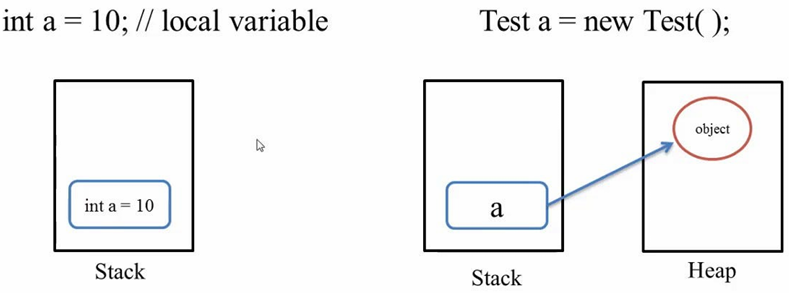 int a = 10; // local variable
Test a = new Test( );
int a = 10
Stack
a
Stack
object
Heap